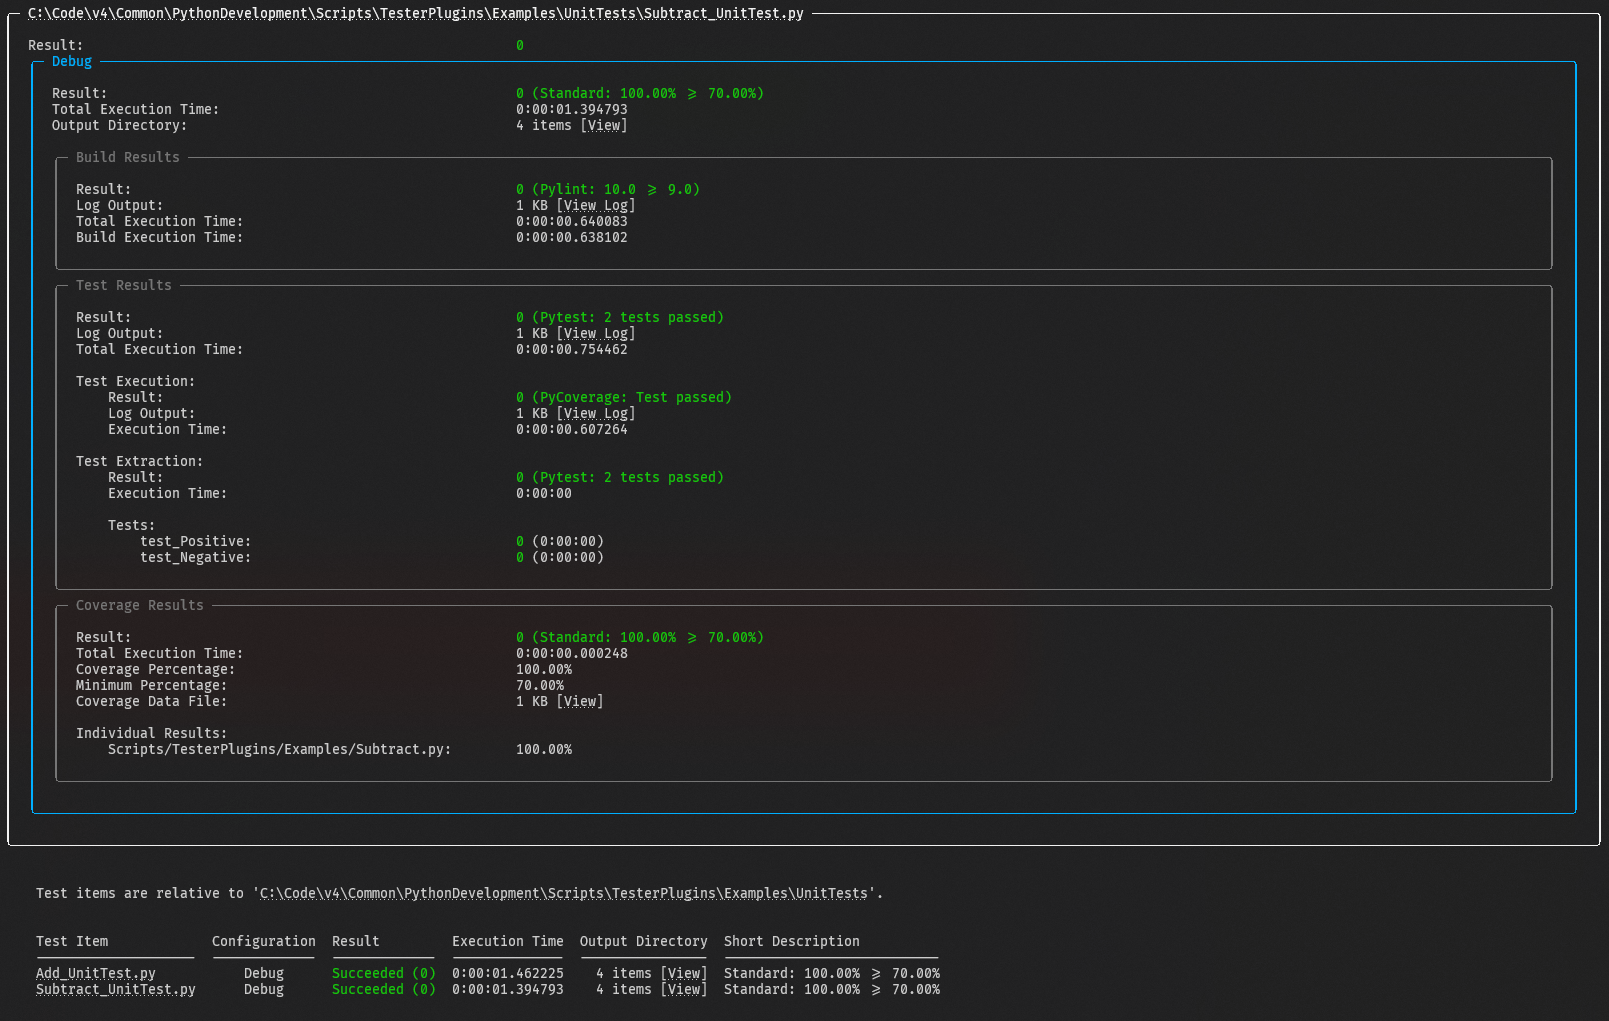 C:\Code\v4\Common\PythonDevelopment\Scripts\TesterPlugins\Examples\UnitTests\Subtract_UnitTest.py
Result: 0
Debug
Result: 0 (Standard: 100.00% ≥ 70.00%)
Total Execution Time: 0:00:01.394793
Output Directory: 4 items [View]
Build Results
Result: 0 (Pylint: 10.0 ≥ 9.0)
Log Output: 1 KB [View Log]
Total Execution Time: 0:00:00.640083
Build Execution Time: 0:00:00.638102
Test Results
Result: 0 (Pytest: 2 tests passed)
Log Output: 1 KB [View Log]
Total Execution Time: 0:00:00.754462
Test Execution:
Result: 0 (PyCoverage: Test passed)
Log Output: 1 KB [View Log]
Execution Time: 0:00:00.607264
Test Extraction:
Result: 0 (Pytest: 2 tests passed)
Execution Time: 0:00:00
Tests:
test_Positive: 0 (0:00:00)
test_Negative: 0 (0:00:00)
Coverage Results
Result: 0 (Standard: 100.00% ≥ 70.00%)
Total Execution Time: 0:00:00.000248
Coverage Percentage: 100.00%
Minimum Percentage: 70.00%
Coverage Data File: 1 KB [View]
Individual Results:
Scripts/TesterPlugins/Examples/Subtract.py: 100.00%
Test items are relative to 'C:\Code\v4\Common\PythonDevelopment\Scripts\TesterPlugins\Examples\UnitTests'.
Test Item Configuration Result Execution Time Output Directory Short Description
Add_UnitTest.py Debug Succeeded (0) 0:00:01.462225 4 items [View] Standard: 100.00% ≥ 70.00%
Subtract_UnitTest.py Debug Succeeded (0) 0:00:01.394793 4 items [View] Standard: 100.00% ≥ 70.00%